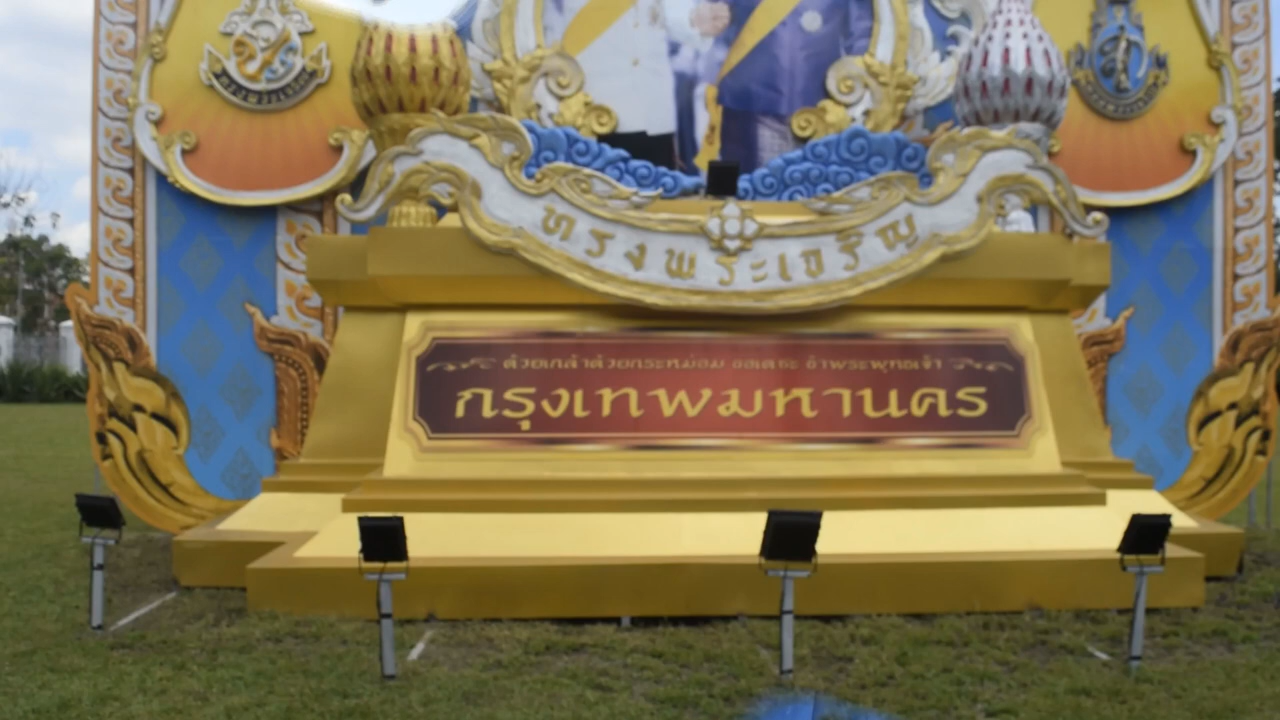 ทรงพระเจริญ
ด้วยเกล้าด้วยกระหม่อม ขอเดชะ ข้าพระพุทธเจ้า
กรุงเทพมหานคร